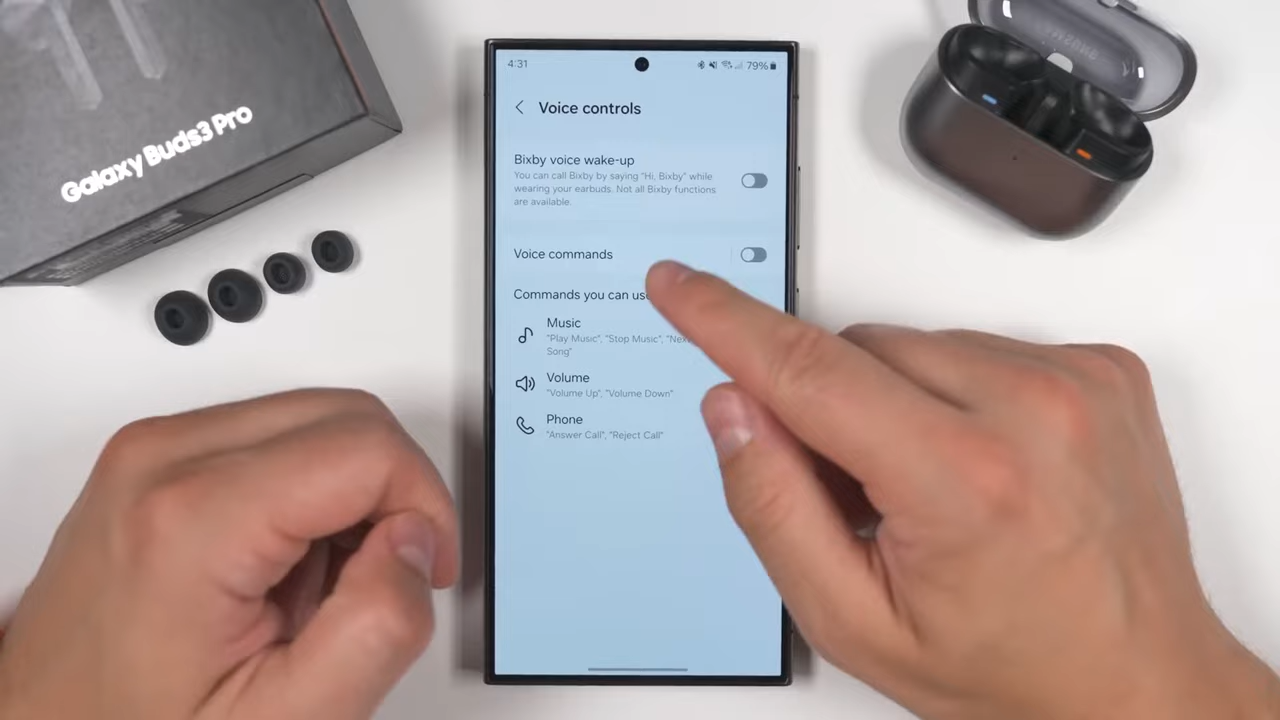 Galaxy Buds3 Pro
4:31
79%
Voice controls
Bixby voice wake-up
You can call Bixby by saying "Hi, Bixby" while
wearing your earbuds. Not all Bixby functions
are available.
Voice commands
Commands you can use
Music
"Play Music", "Stop Music", "Next
Song"
Volume
"Volume Up", "Volume Down"
Phone
"Answer Call", "Reject Call"